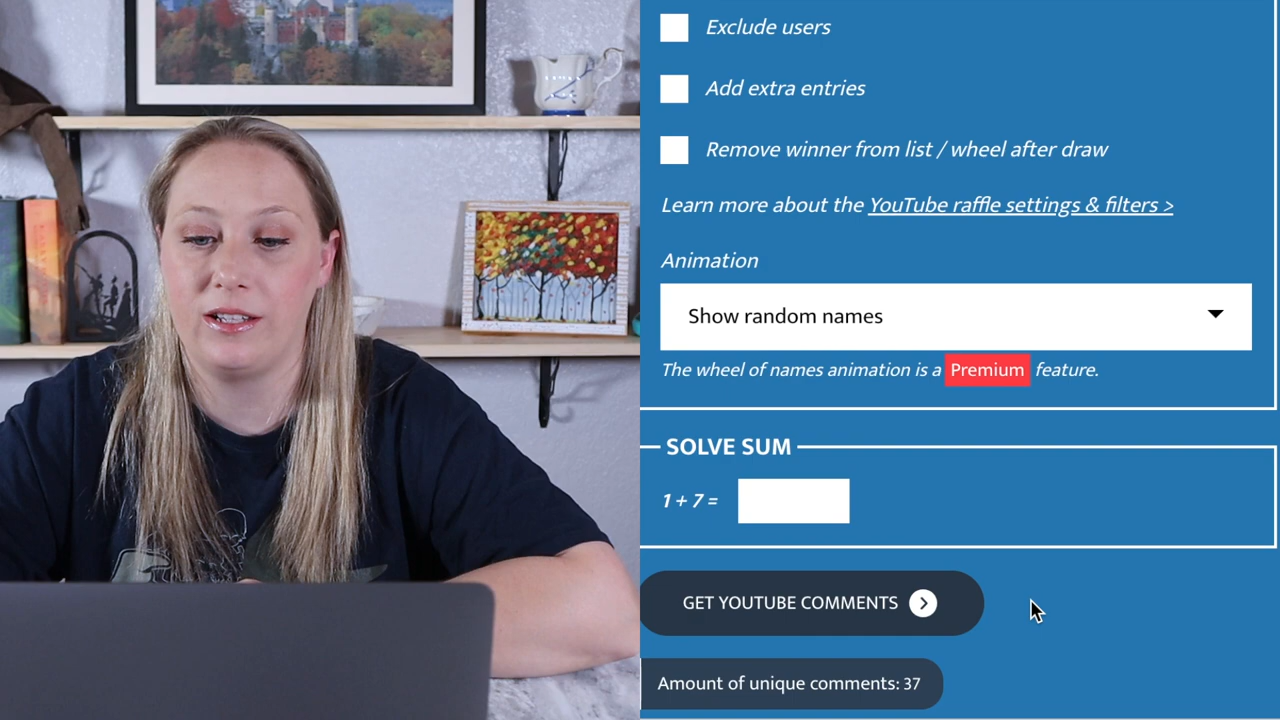 Exclude users
Add extra entries
Remove winner from list / wheel after draw
Learn more about the YouTube raffle settings & filters >
Animation
Show random names
The wheel of names animation is a Premium feature.
SOLVE SUM
1 + 7 =
GET YOUTUBE COMMENTS
Amount of unique comments: 37